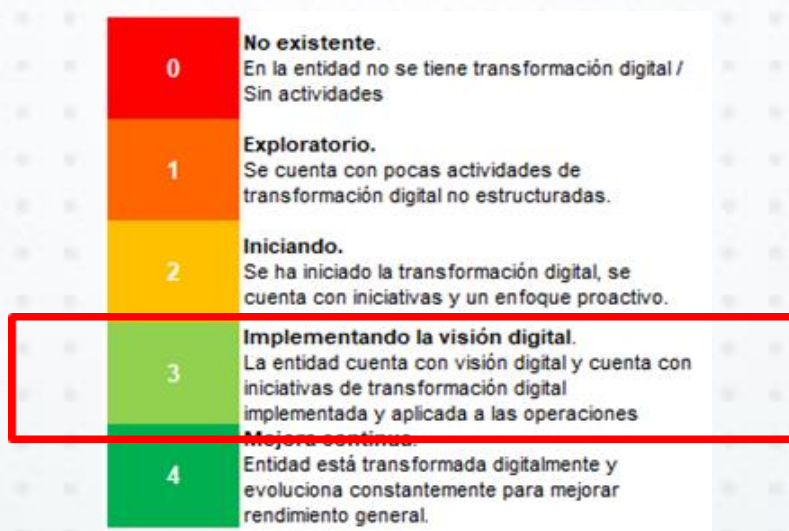 0
No existente.
En la entidad no se tiene transformación digital /
Sin actividades
1
Exploratorio.
Se cuenta con pocas actividades de
transformación digital no estructuradas.
2
Iniciando.
Se ha iniciado la transformación digital, se
cuenta con iniciativas y un enfoque proactivo.
3
Implementando la visión digital.
La entidad cuenta con visión digital y cuenta con
iniciativas de transformación digital
implementada y aplicada a las operaciones
4
Mejora continua.
Entidad está transformada digitalmente y
evoluciona constantemente para mejorar
rendimiento general.